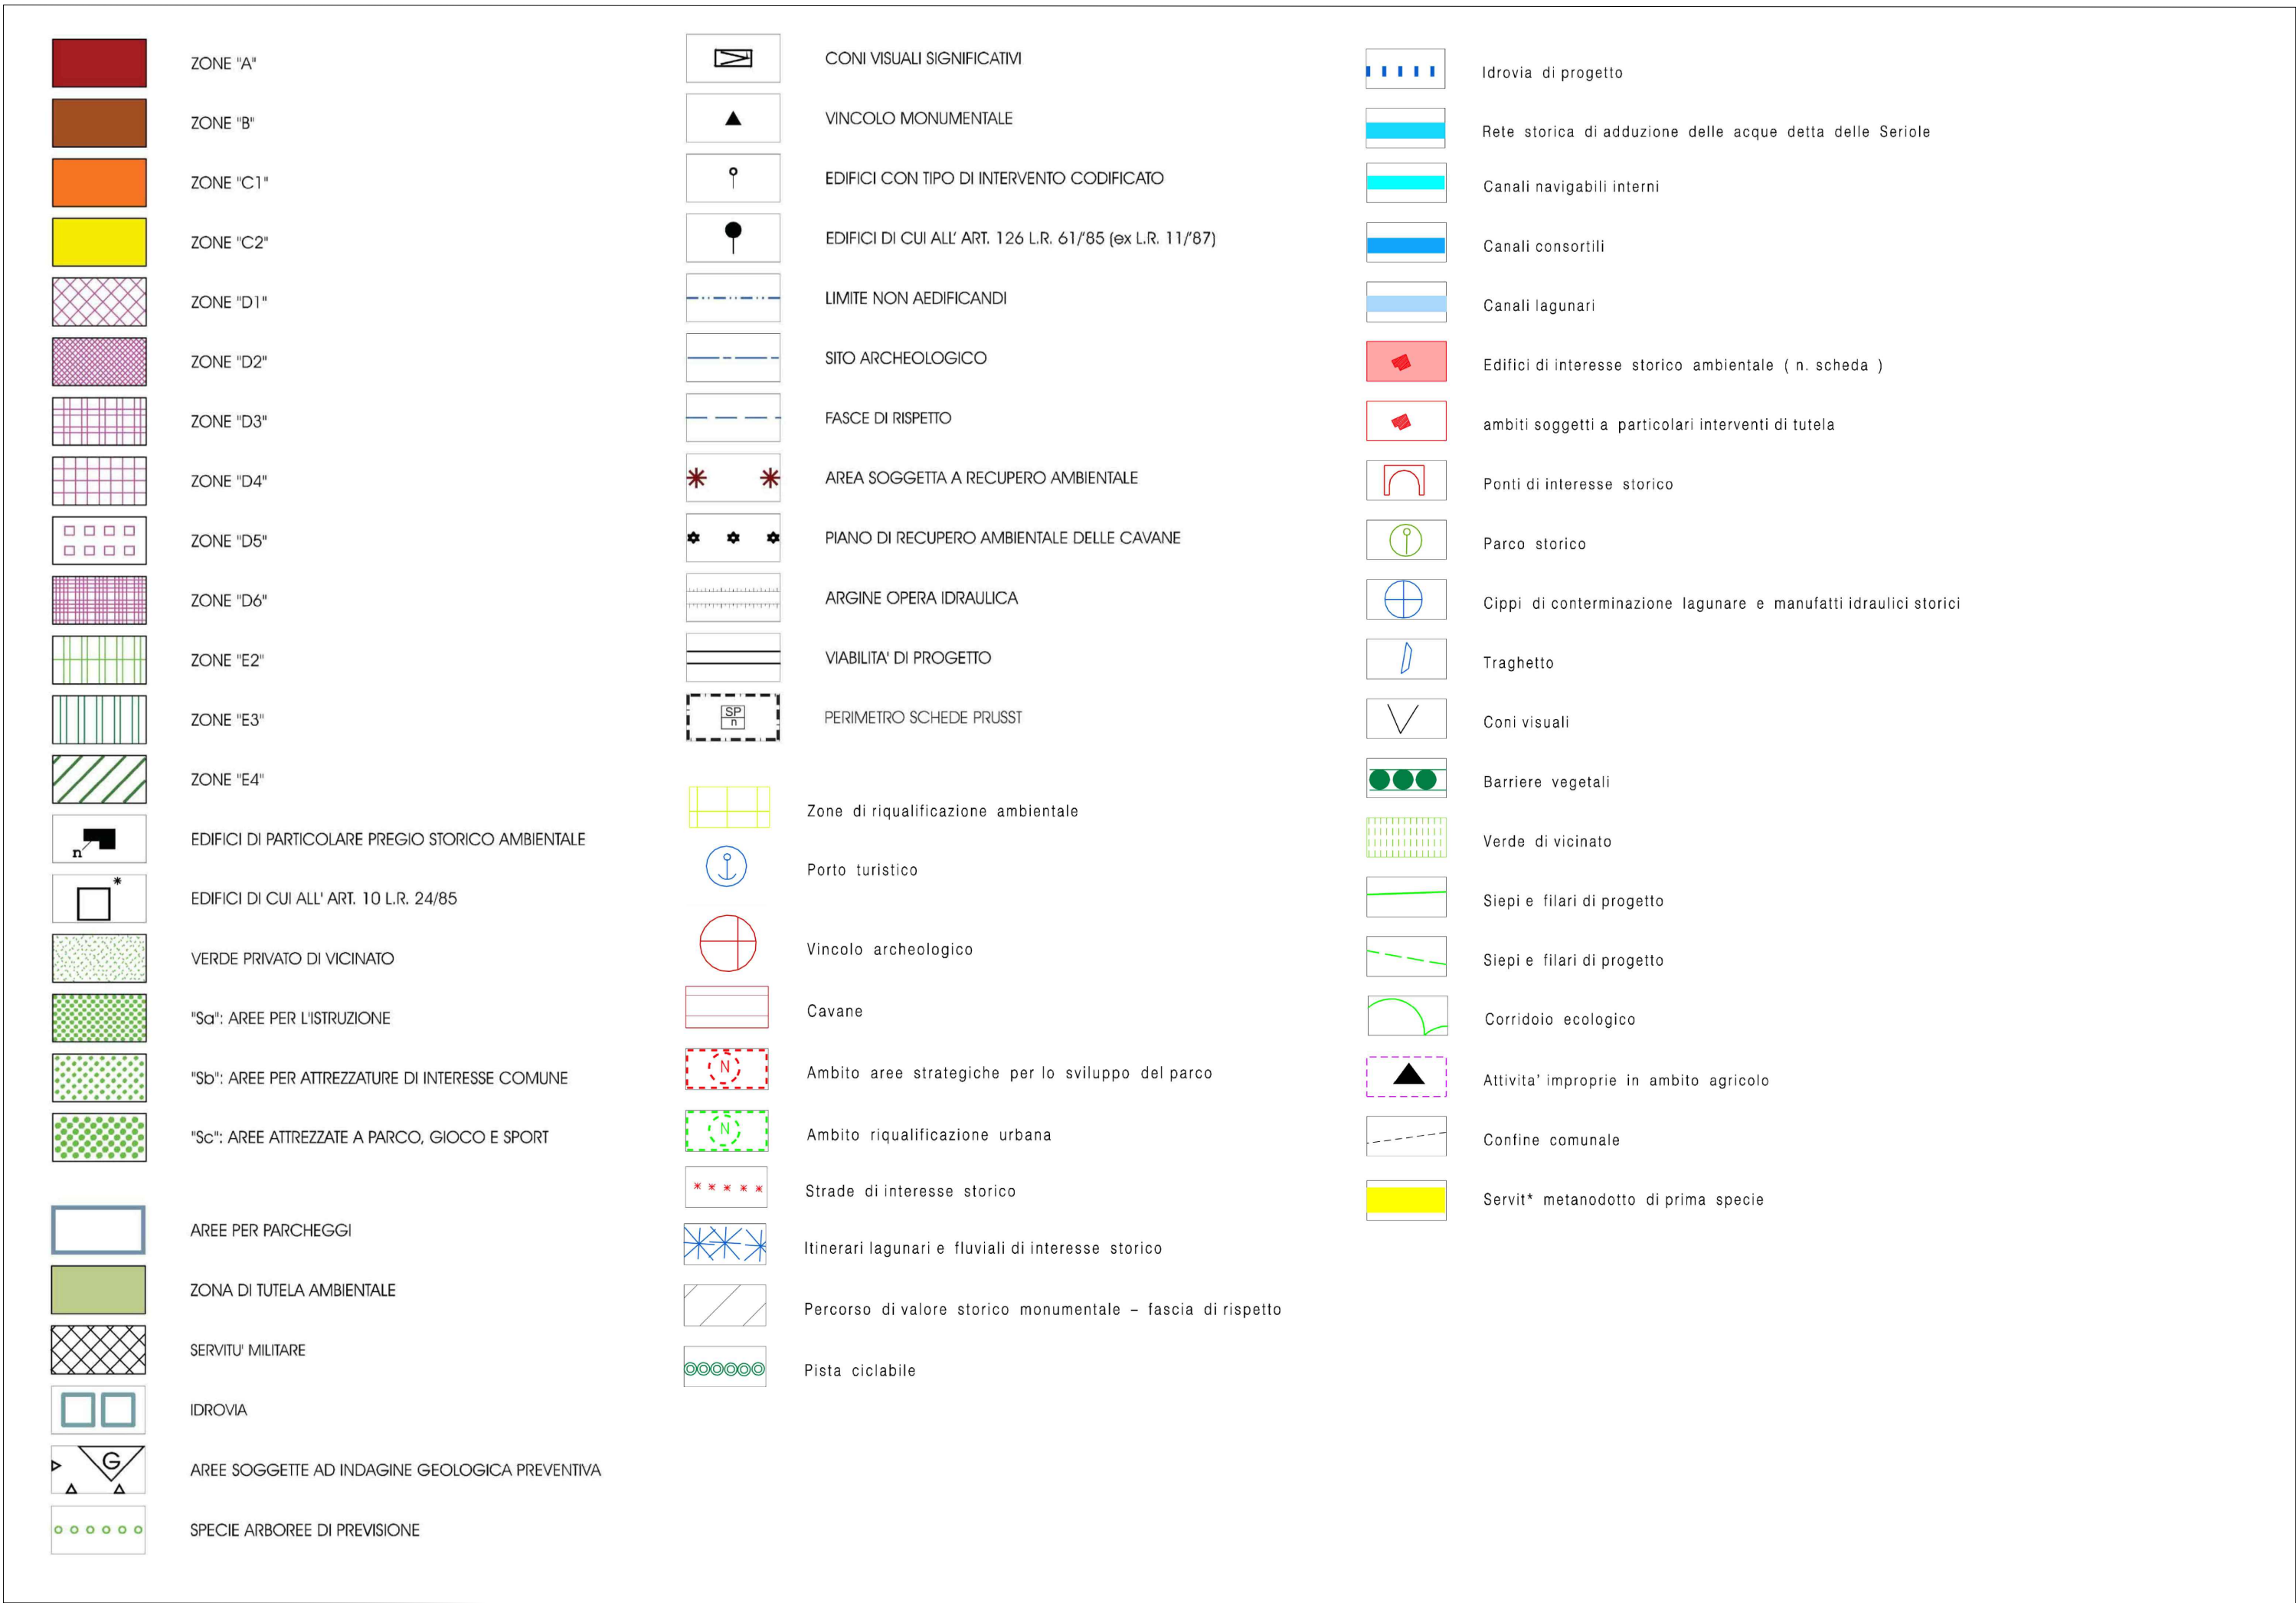 ZONE "A"
ZONE "B"
ZONE "C1"
ZONE "C2"
ZONE "D1"
ZONE "D2"
ZONE "D3"
ZONE "D4"
ZONE "D5"
ZONE "D6"
ZONE "E2"
ZONE "E3"
ZONE "E4"
n
EDIFICI DI PARTICOLARE PREGIO STORICO AMBIENTALE
*
EDIFICI DI CUI ALL' ART. 10 L.R. 24/85
VERDE PRIVATO DI VICINATO
"Sa": AREE PER L'ISTRUZIONE
"Sb": AREE PER ATTREZZATURE DI INTERESSE COMUNE
"Sc": AREE ATTREZZATE A PARCO, GIOCO E SPORT
AREE PER PARCHEGGI
ZONA DI TUTELA AMBIENTALE
SERVITU' MILITARE
IDROVIA
G
AREE SOGGETTE AD INDAGINE GEOLOGICA PREVENTIVA
SPECIE ARBOREE DI PREVISIONE
CONI VISUALI SIGNIFICATIVI
VINCOLO MONUMENTALE
EDIFICI CON TIPO DI INTERVENTO CODIFICATO
EDIFICI DI CUI ALL' ART. 126 L.R. 61/'85 (ex L.R. 11/'87)
LIMITE NON AEDIFICANDI
SITO ARCHEOLOGICO
FASCE DI RISPETTO
AREA SOGGETTA A RECUPERO AMBIENTALE
PIANO DI RECUPERO AMBIENTALE DELLE CAVANE
ARGINE OPERA IDRAULICA
VIABILITA' DI PROGETTO
SP
n
PERIMETRO SCHEDE PRUSST
Zone di riqualificazione ambientale
Porto turistico
Vincolo archeologico
Cavane
N
Ambito aree strategiche per lo sviluppo del parco
N
Ambito riqualificazione urbana
Strade di interesse storico
Itinerari lagunari e fluviali di interesse storico
Percorso di valore storico monumentale – fascia di rispetto
Pista ciclabile
Idrovia di progetto
Rete storica di adduzione delle acque detta delle Seriole
Canali navigabili interni
Canali consortili
Canali lagunari
Edifici di interesse storico ambientale ( n. scheda )
ambiti soggetti a particolari interventi di tutela
Ponti di interesse storico
Parco storico
Cippi di conterminazione lagunare e manufatti idraulici storici
Traghetto
Coni visuali
Barriere vegetali
Verde di vicinato
Siepi e filari di progetto
Siepi e filari di progetto
Corridoio ecologico
Attivita' improprie in ambito agricolo
Confine comunale
Servit* metanodotto di prima specie